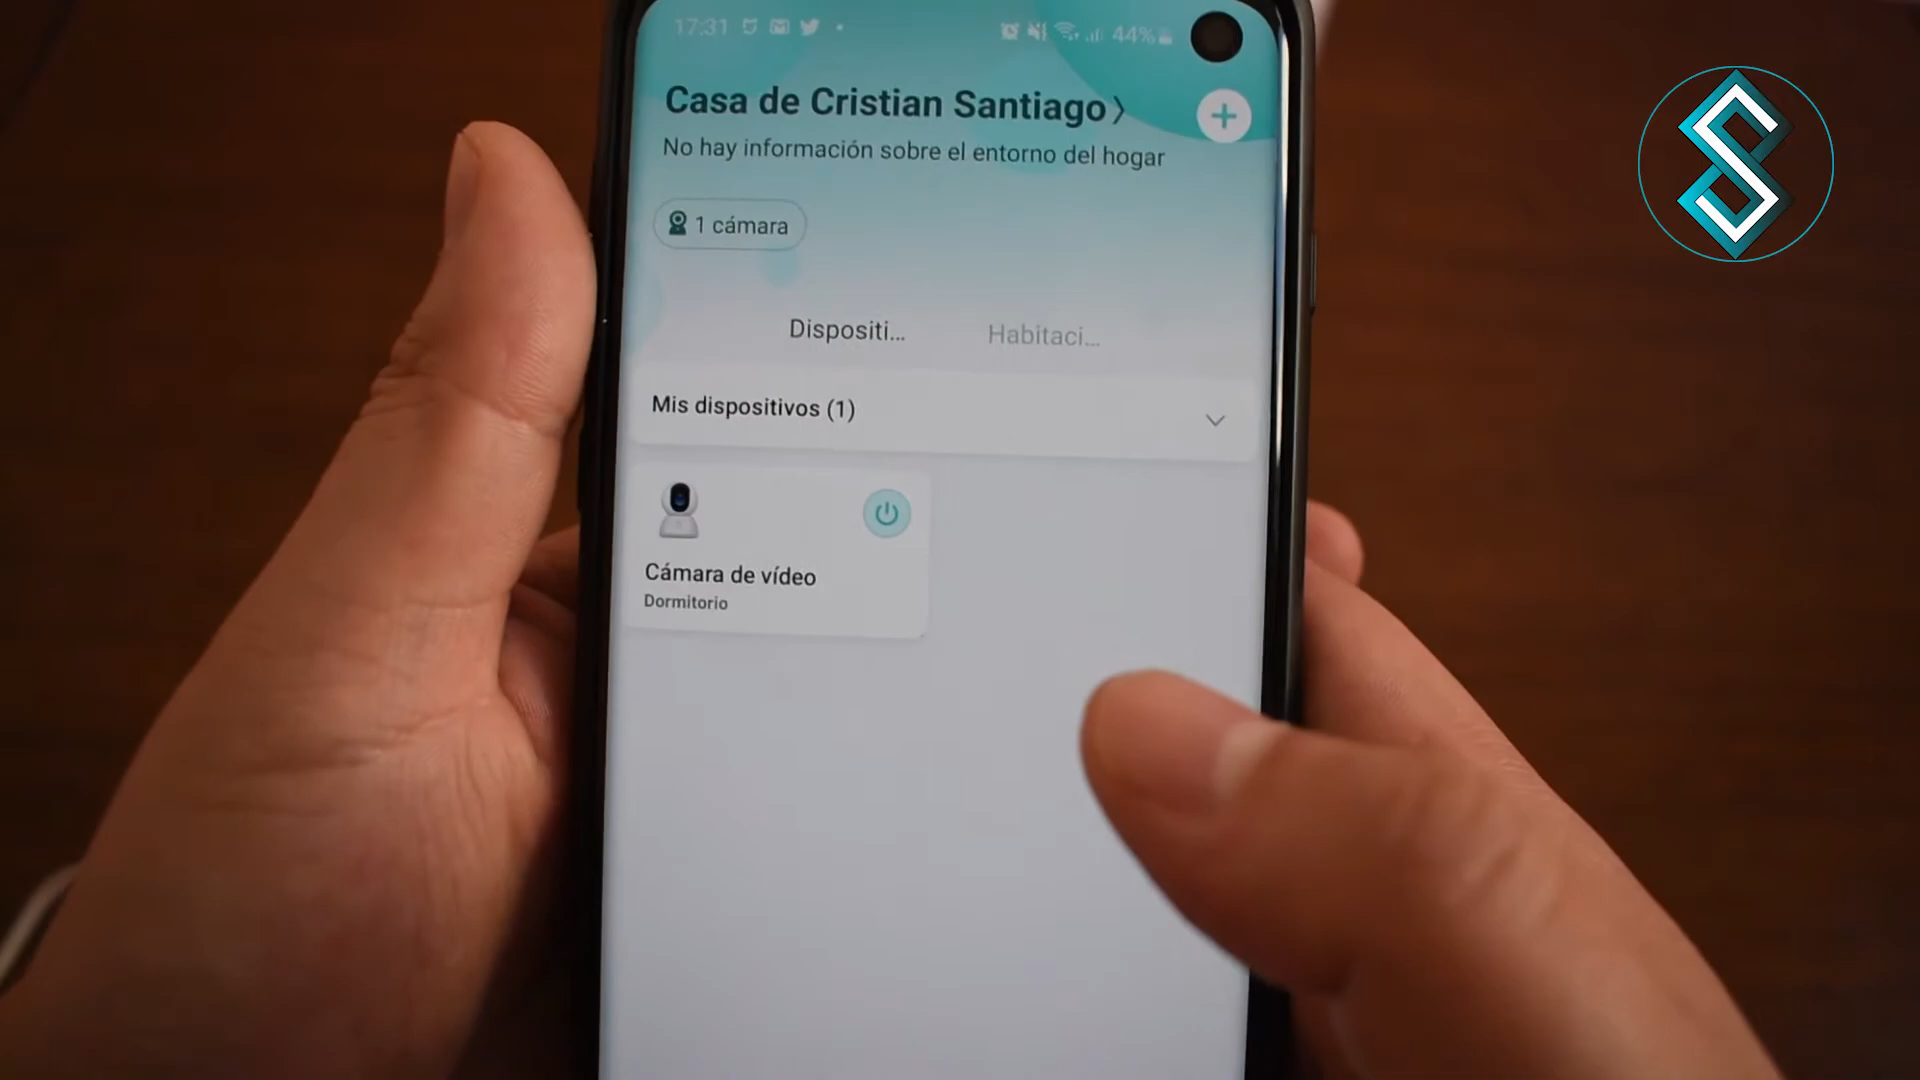 17:31
44%
Casa de Cristian Santiago
No hay información sobre el entorno del hogar
1 cámara
Dispositi...
Habitaci...
Mis dispositivos (1)
Cámara de vídeo
Dormitorio